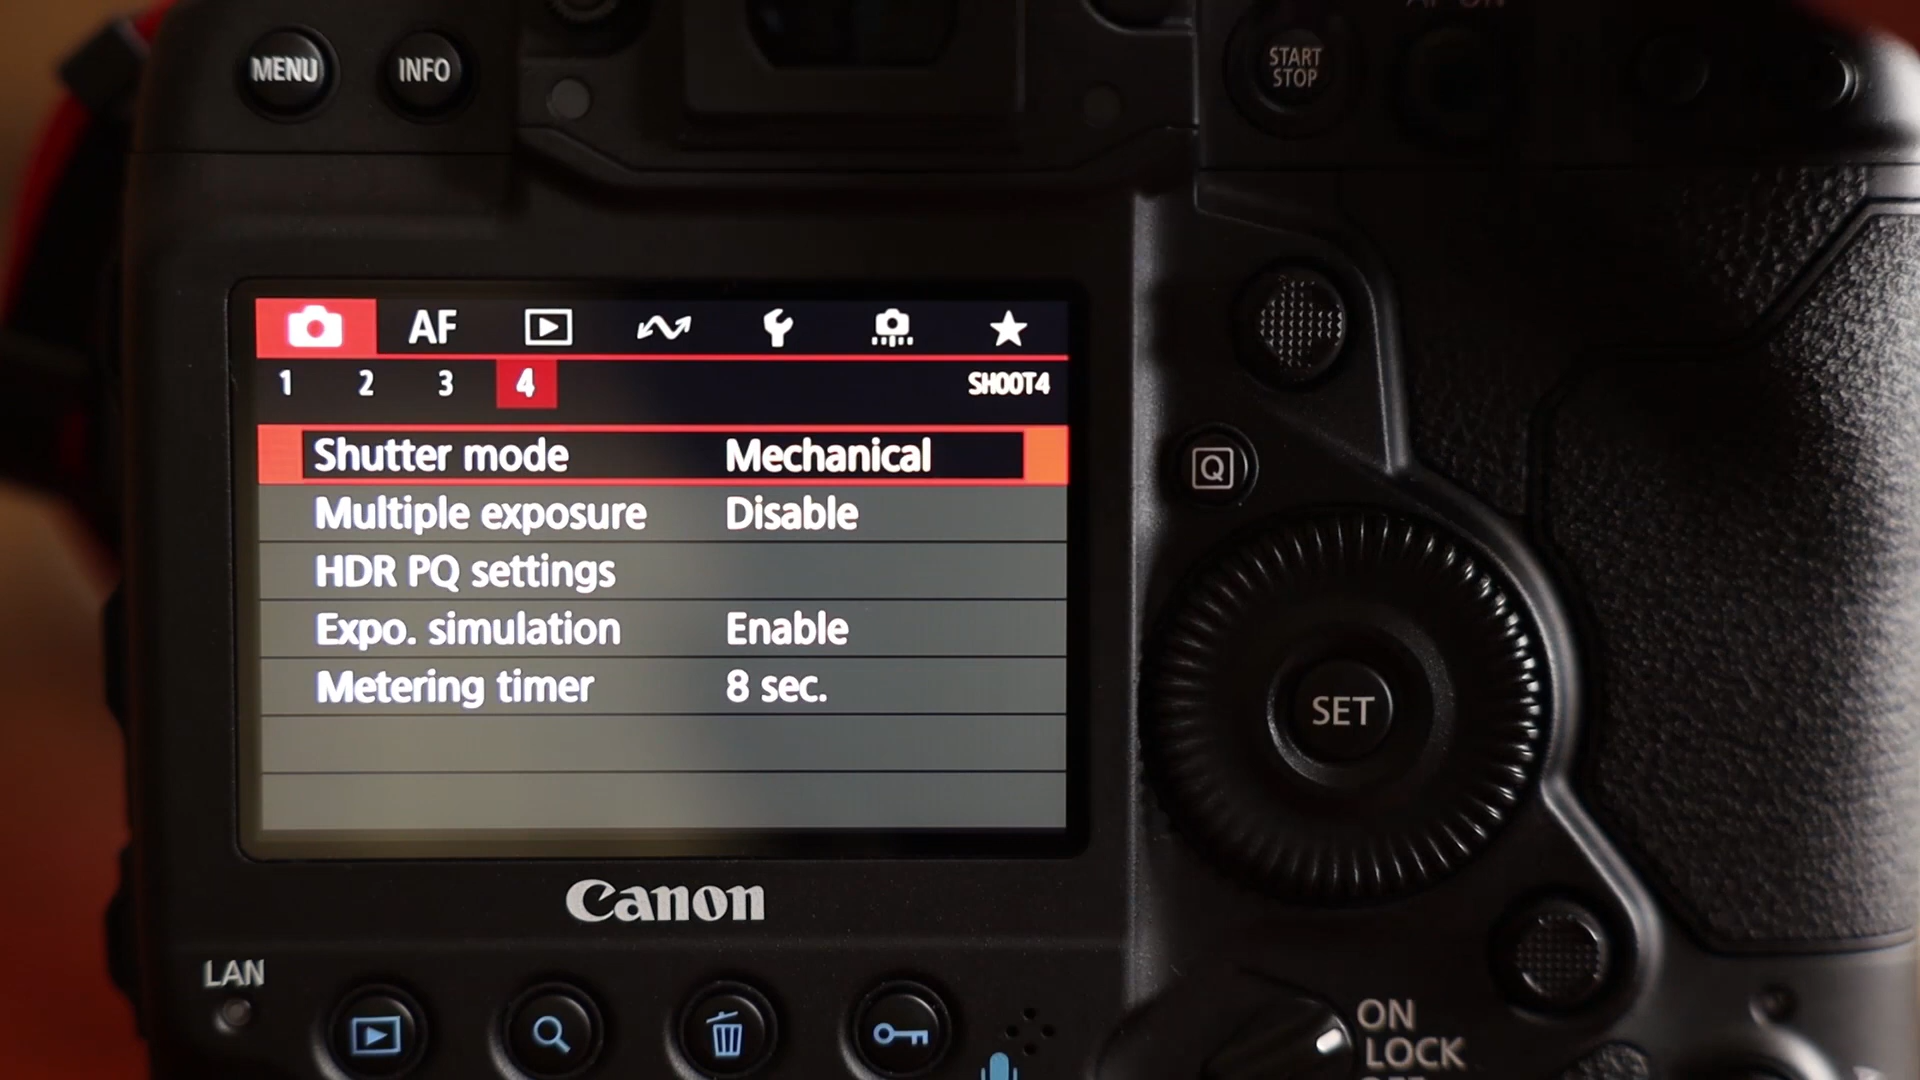 MENU INFO START
STOP
AF
1 2 3 4 SHOOT4
Shutter mode Mechanical
Multiple exposure Disable
HDR PQ settings
Expo. simulation Enable
Metering timer 8 sec.
Q
SET
Canon
LAN
ON
LOCK